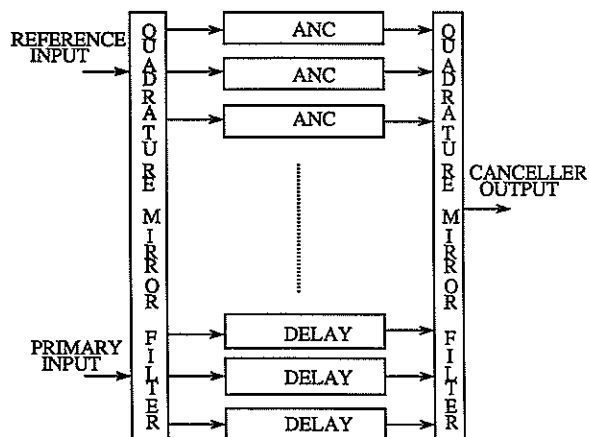 REFERENCE
INPUT
QUADRATURE MIRROR FILTER
ANC
ANC
ANC
DELAY
DELAY
DELAY
PRIMARY
INPUT
QUADRATURE MIRROR FILTER
CANCELLER
OUTPUT